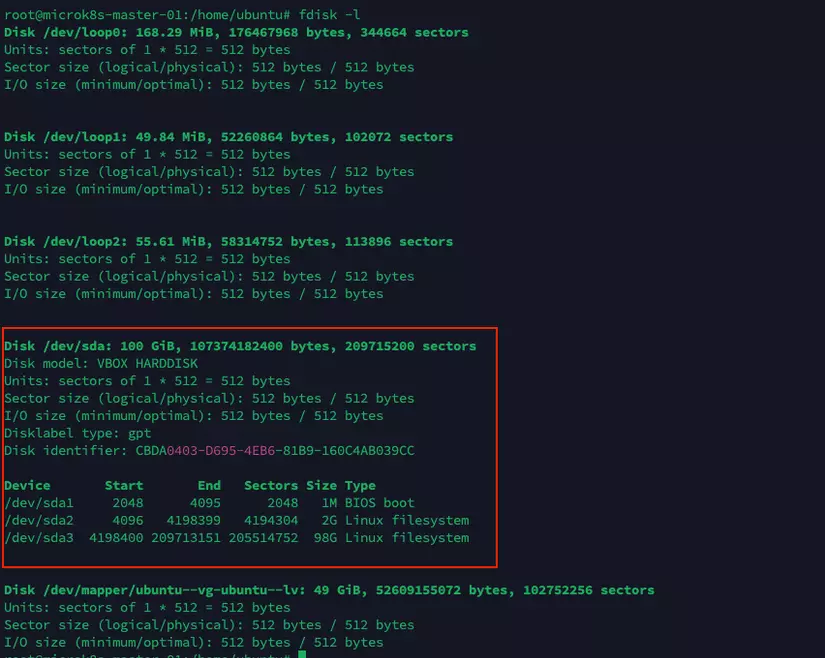 root@microk8s-master-01:/home/ubuntu# fdisk -l
Disk /dev/loop0: 168.29 MiB, 176467968 bytes, 344664 sectors
Units: sectors of 1 * 512 = 512 bytes
Sector size (logical/physical): 512 bytes / 512 bytes
I/O size (minimum/optimal): 512 bytes / 512 bytes
Disk /dev/loop1: 49.84 MiB, 52260864 bytes, 102072 sectors
Units: sectors of 1 * 512 = 512 bytes
Sector size (logical/physical): 512 bytes / 512 bytes
I/O size (minimum/optimal): 512 bytes / 512 bytes
Disk /dev/loop2: 55.61 MiB, 58314752 bytes, 113896 sectors
Units: sectors of 1 * 512 = 512 bytes
Sector size (logical/physical): 512 bytes / 512 bytes
I/O size (minimum/optimal): 512 bytes / 512 bytes
Disk /dev/sda: 100 GiB, 107374182400 bytes, 209715200 sectors
Disk model: VBOX HARDDISK
Units: sectors of 1 * 512 = 512 bytes
Sector size (logical/physical): 512 bytes / 512 bytes
I/O size (minimum/optimal): 512 bytes / 512 bytes
Disklabel type: gpt
Disk identifier: CBDA0403-D695-4EB6-81B9-160C4AB039CC
Device Start End Sectors Size Type
/dev/sda1 2048 4095 2048 1M BIOS boot
/dev/sda2 4096 4198399 4194304 2G Linux filesystem
/dev/sda3 4198400 209713151 205514752 98G Linux filesystem
Disk /dev/mapper/ubuntu--vg-ubuntu--lv: 49 GiB, 52609155072 bytes, 102752256 sectors
Units: sectors of 1 * 512 = 512 bytes
Sector size (logical/physical): 512 bytes / 512 bytes
I/O size (minimum/optimal): 512 bytes / 512 bytes
root@microk8s-master-01:/home/ubuntu#